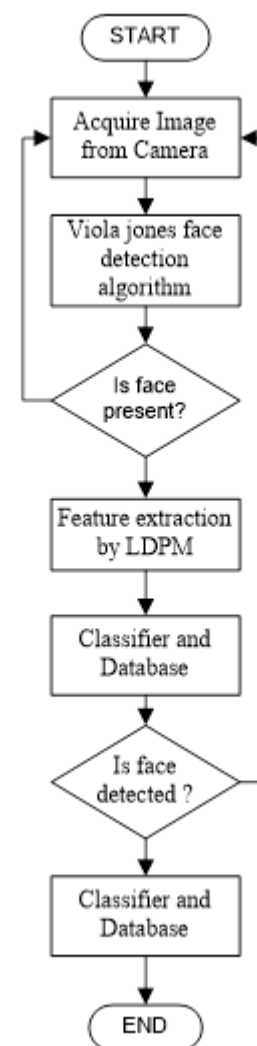 START
Acquire Image
from Camera
Viola jones face
detection
algorithm
Is face
present?
Feature extraction
by LDPM
Classifier and
Database
Is face
detected ?
Classifier and
Database
END